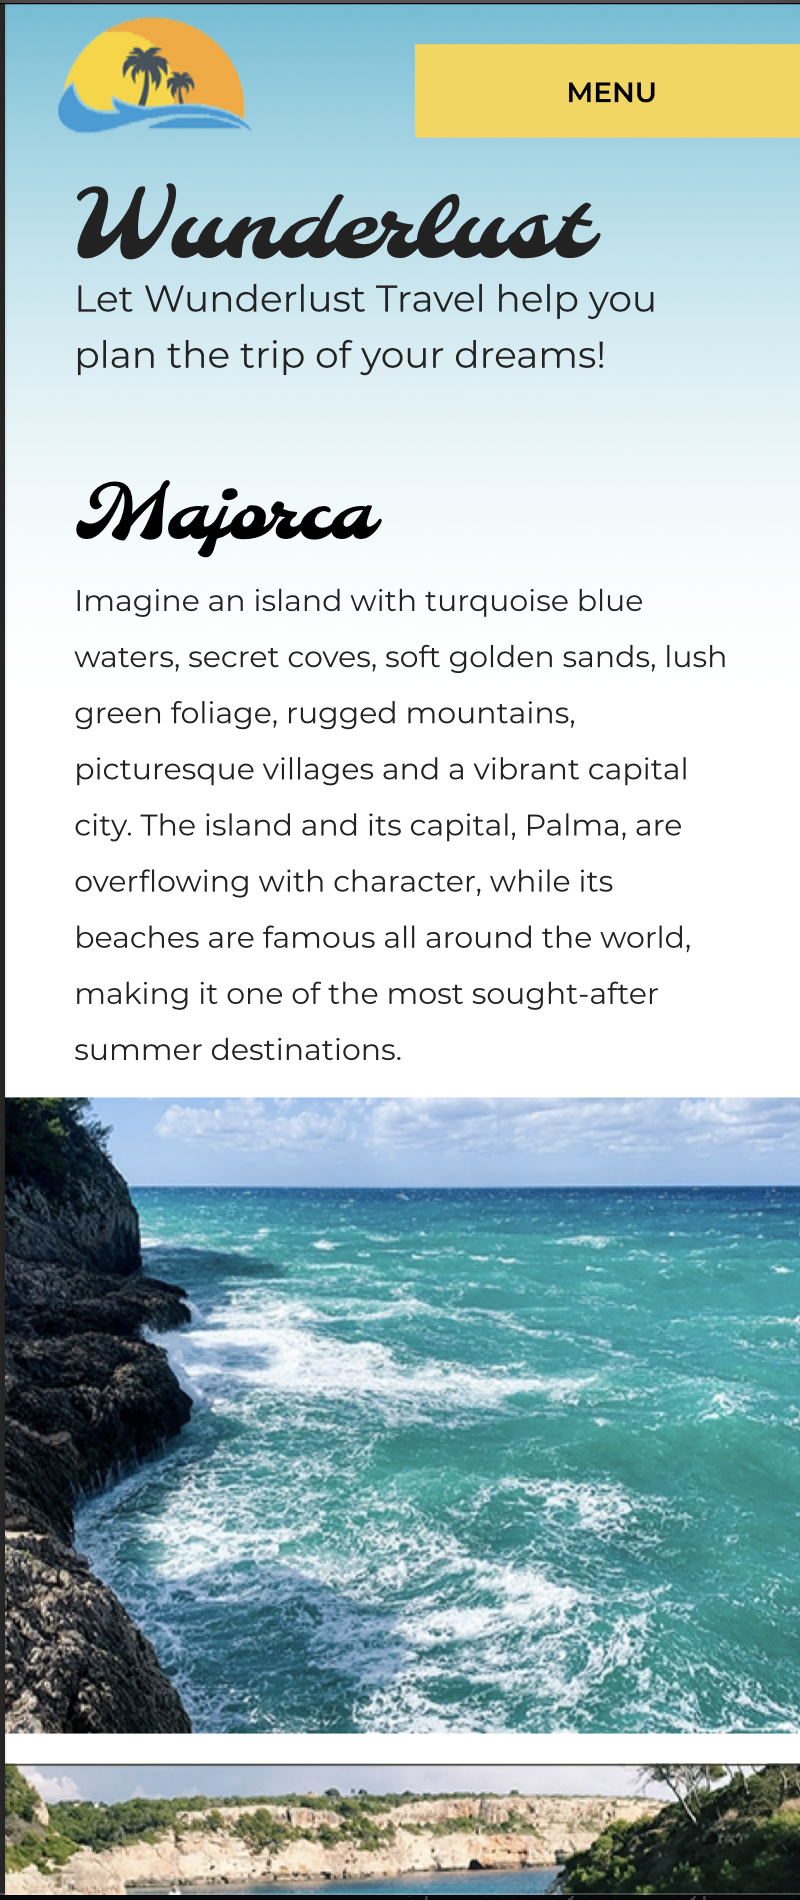 MENU
Wunderlust
Let Wunderlust Travel help you
plan the trip of your dreams!
Majorca
Imagine an island with turquoise blue
waters, secret coves, soft golden sands, lush
green foliage, rugged mountains,
picturesque villages and a vibrant capital
city. The island and its capital, Palma, are
overflowing with character, while its
beaches are famous all around the world,
making it one of the most sought-after
summer destinations.